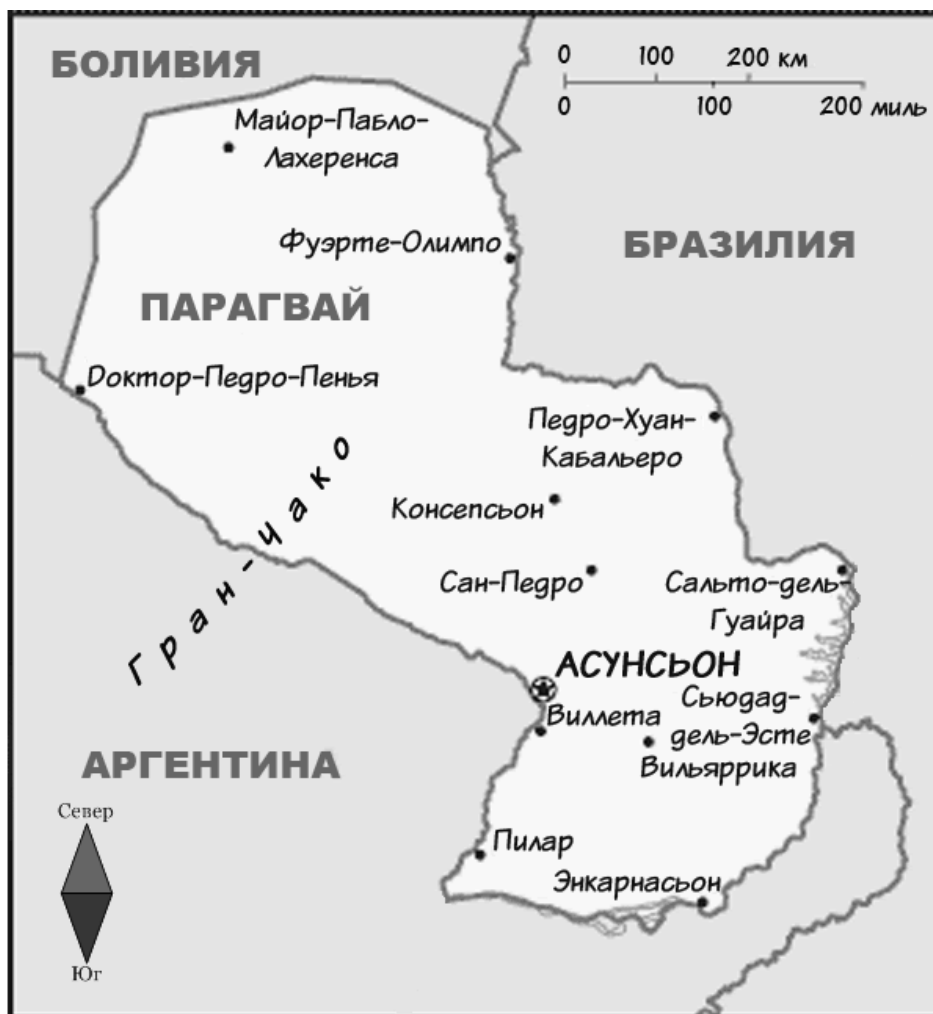 БОЛИВИЯ
0 100 200 км
0 100 200 миль
Майор-Пабло-
Лахеренса
Фуэрте-Олимпо
БРАЗИЛИЯ
ПАРАГВАЙ
Доктор-Педро-Пенья
Педро-Хуан-
Кабальеро
Гран-Чако
Консепсьон
Сан-Педро
Сальто-дель-
Гуайра
АСУНСЬОН
Виллета
Сьюдад-
дель-Эсте
Вильяррика
АРГЕНТИНА
Север
Юг
Пилар
Энкарнасьон